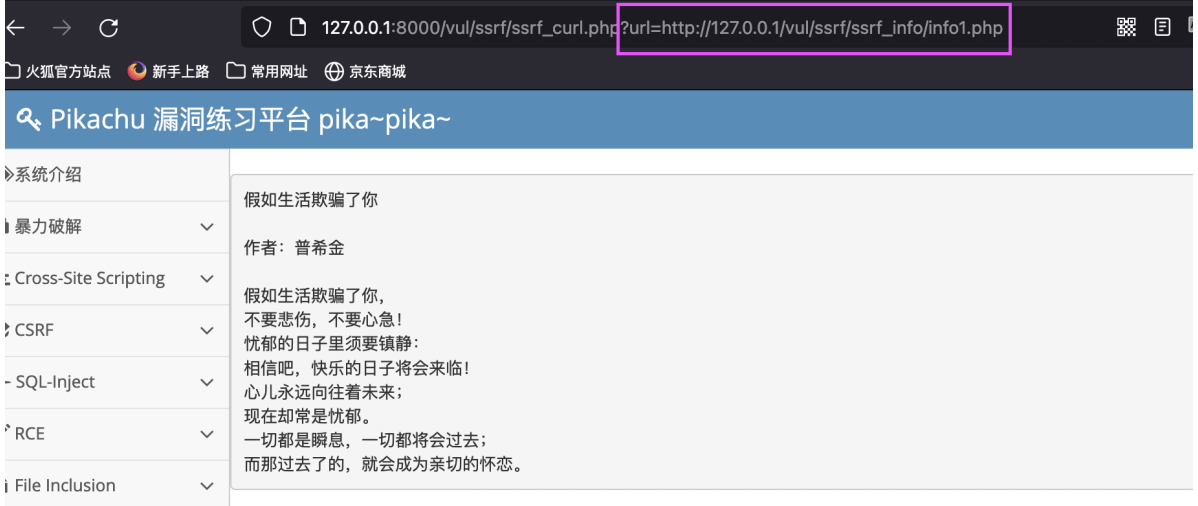 127.0.0.1:8000/vul/ssrf/ssrf_curl.php?url=http://127.0.0.1/vul/ssrf/ssrf_info/info1.php
火狐官方站点 新手上路 常用网址 京东商城
Pikachu 漏洞练习平台 pika~pika~
系统介绍
暴力破解
Cross-Site Scripting
CSRF
SQL-Inject
RCE
File Inclusion
假如生活欺骗了你
作者：普希金
假如生活欺骗了你，
不要悲伤，不要心急！
忧郁的日子里须要镇静：
相信吧，快乐的日子将会来临！
心儿永远向往着未来；
现在却常是忧郁。
一切都是瞬息，一切都将会过去；
而那过去了的，就会成为亲切的怀恋。